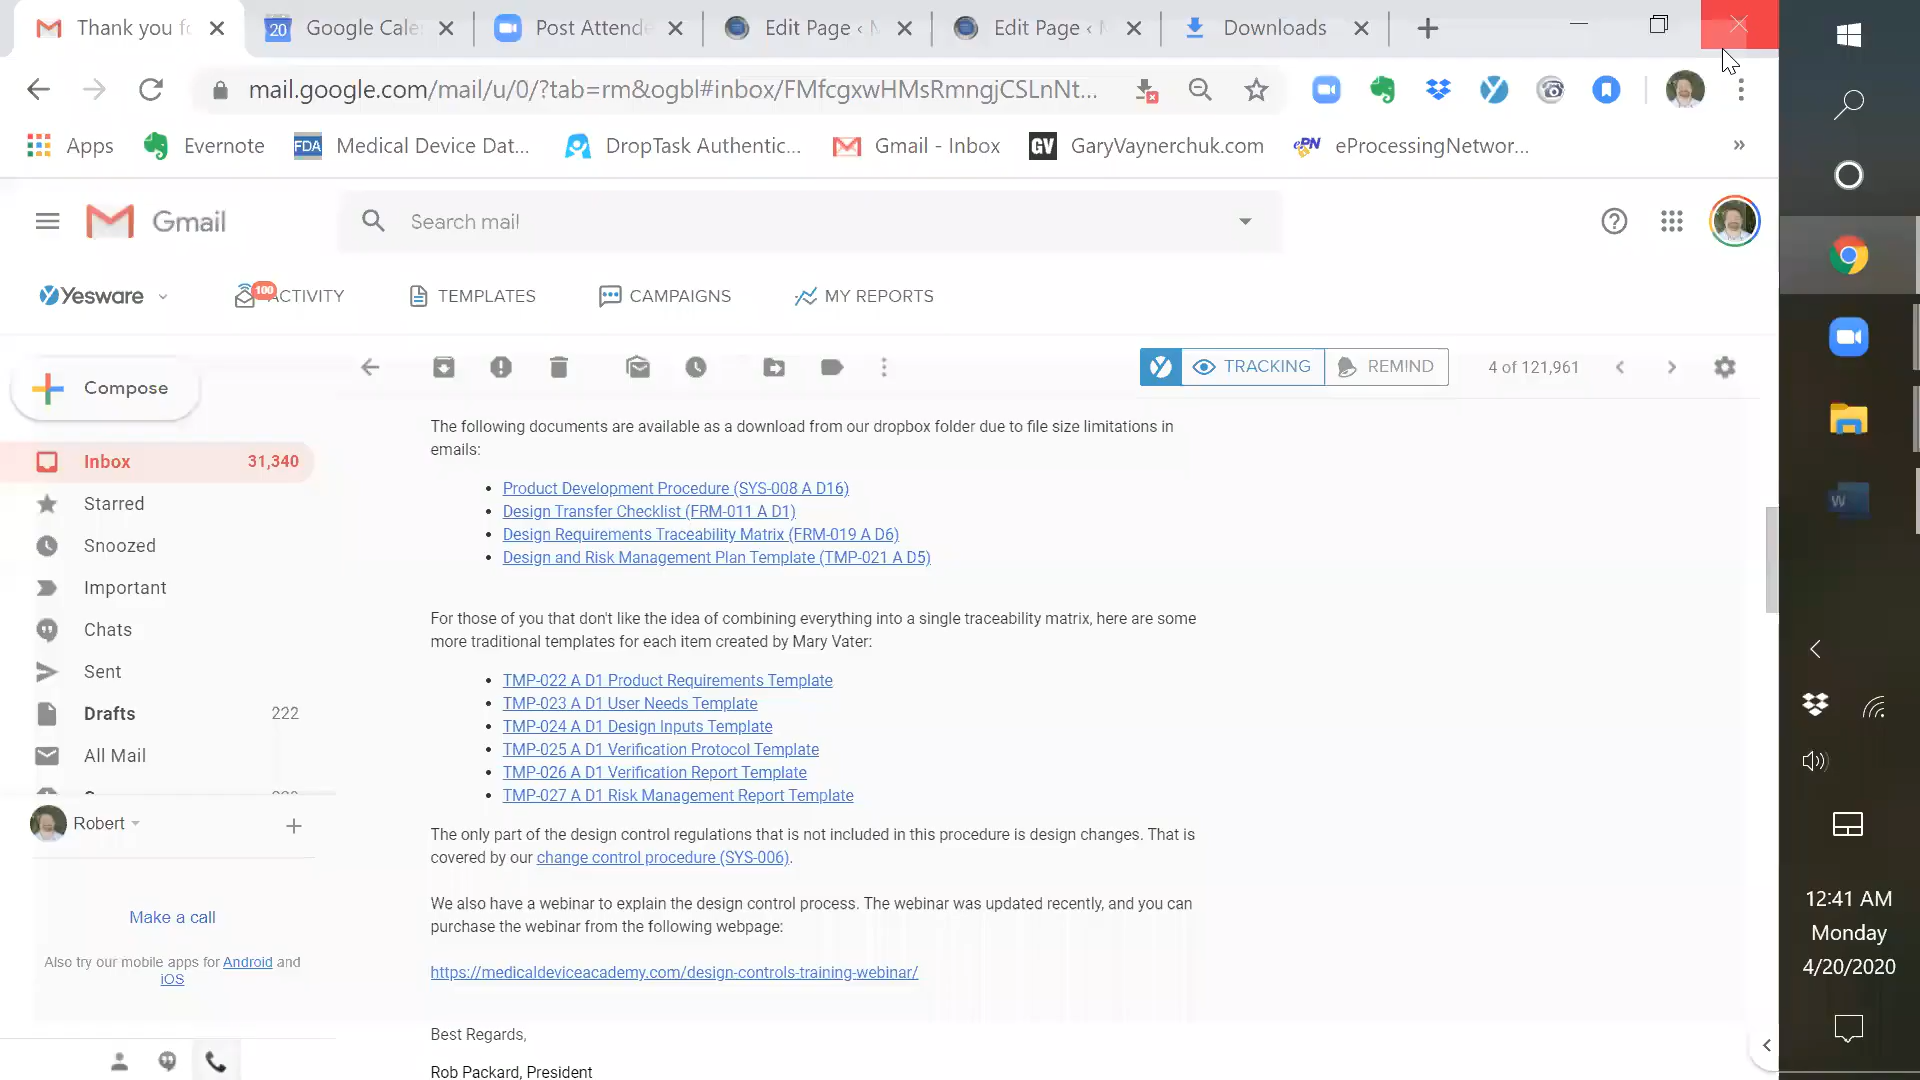 Thank you fo
20
Google Cale
Post Attende
Edit Page ‹ M
Edit Page ‹ M
Downloads
mail.google.com/mail/u/0/?tab=rm&ogbl#inbox/FMfcgxwHMsRmngjCSLnNt...
Apps
Evernote
FDA
Medical Device Dat...
DropTask Authentic...
Gmail - Inbox
GV
GaryVaynerchuk.com
ePN
eProcessingNetwor...
»
Gmail
Search mail
Yesware
100
ACTIVITY
TEMPLATES
CAMPAIGNS
MY REPORTS
Compose
TRACKING
REMIND
4 of 121,961
Inbox 31,340
Starred
Snoozed
Important
Chats
Sent
Drafts 222
All Mail
Robert
Make a call
Also try our mobile apps for Android and
iOS
The following documents are available as a download from our dropbox folder due to file size limitations in
emails:
• Product Development Procedure (SYS-008 A D16)
• Design Transfer Checklist (FRM-011 A D1)
• Design Requirements Traceability Matrix (FRM-019 A D6)
• Design and Risk Management Plan Template (TMP-021 A D5)
For those of you that don't like the idea of combining everything into a single traceability matrix, here are some
more traditional templates for each item created by Mary Vater:
• TMP-022 A D1 Product Requirements Template
• TMP-023 A D1 User Needs Template
• TMP-024 A D1 Design Inputs Template
• TMP-025 A D1 Verification Protocol Template
• TMP-026 A D1 Verification Report Template
• TMP-027 A D1 Risk Management Report Template
The only part of the design control regulations that is not included in this procedure is design changes. That is
covered by our change control procedure (SYS-006).
We also have a webinar to explain the design control process. The webinar was updated recently, and you can
purchase the webinar from the following webpage:
https://medicaldeviceacademy.com/design-controls-training-webinar/
Best Regards,
Rob Packard, President
W
12:41 AM
Monday
4/20/2020